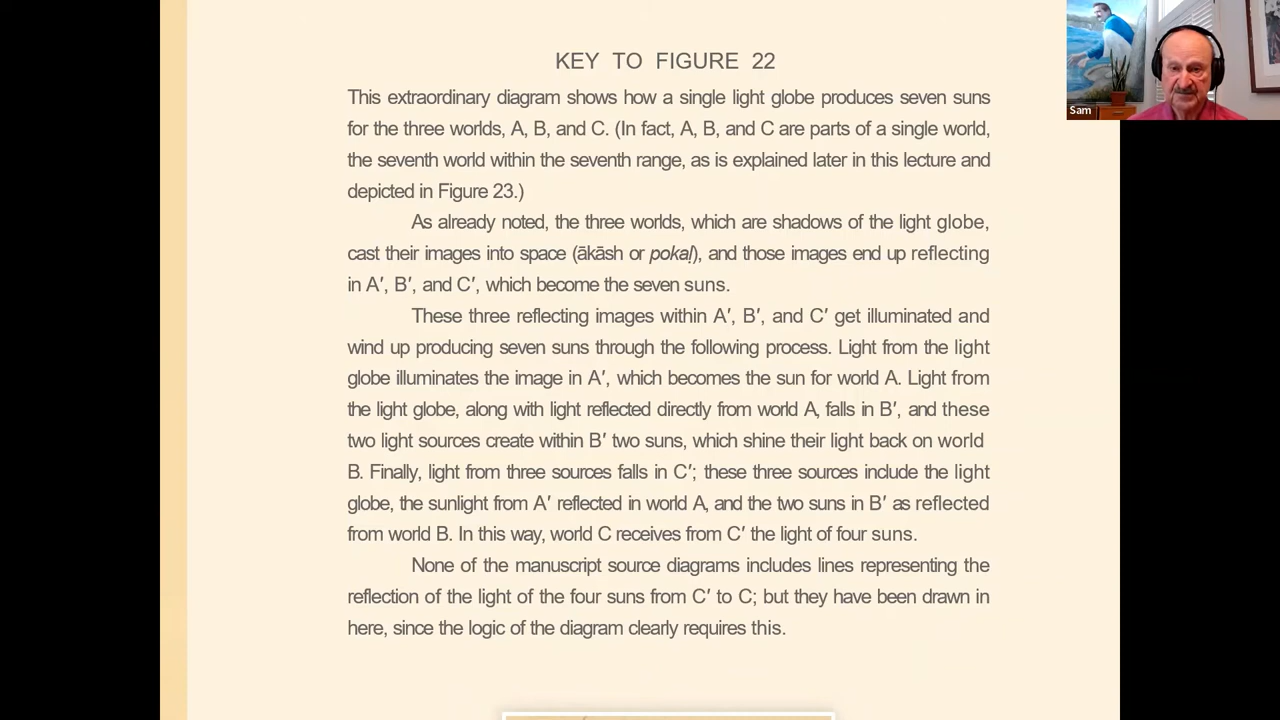 KEY TO FIGURE 22
This extraordinary diagram shows how a single light globe produces seven suns
for the three worlds, A, B, and C. (In fact, A, B, and C are parts of a single world,
the seventh world within the seventh range, as is explained later in this lecture and
depicted in Figure 23.)
As already noted, the three worlds, which are shadows of the light globe,
cast their images into space (ākāsh or pokaḷ), and those images end up reflecting
in A′, B′, and C′, which become the seven suns.
These three reflecting images within A′, B′, and C′ get illuminated and
wind up producing seven suns through the following process. Light from the light
globe illuminates the image in A′, which becomes the sun for world A. Light from
the light globe, along with light reflected directly from world A, falls in B′, and these
two light sources create within B′ two suns, which shine their light back on world
B. Finally, light from three sources falls in C′; these three sources include the light
globe, the sunlight from A′ reflected in world A, and the two suns in B′ as reflected
from world B. In this way, world C receives from C′ the light of four suns.
None of the manuscript source diagrams includes lines representing the
reflection of the light of the four suns from C′ to C; but they have been drawn in
here, since the logic of the diagram clearly requires this.
Sam